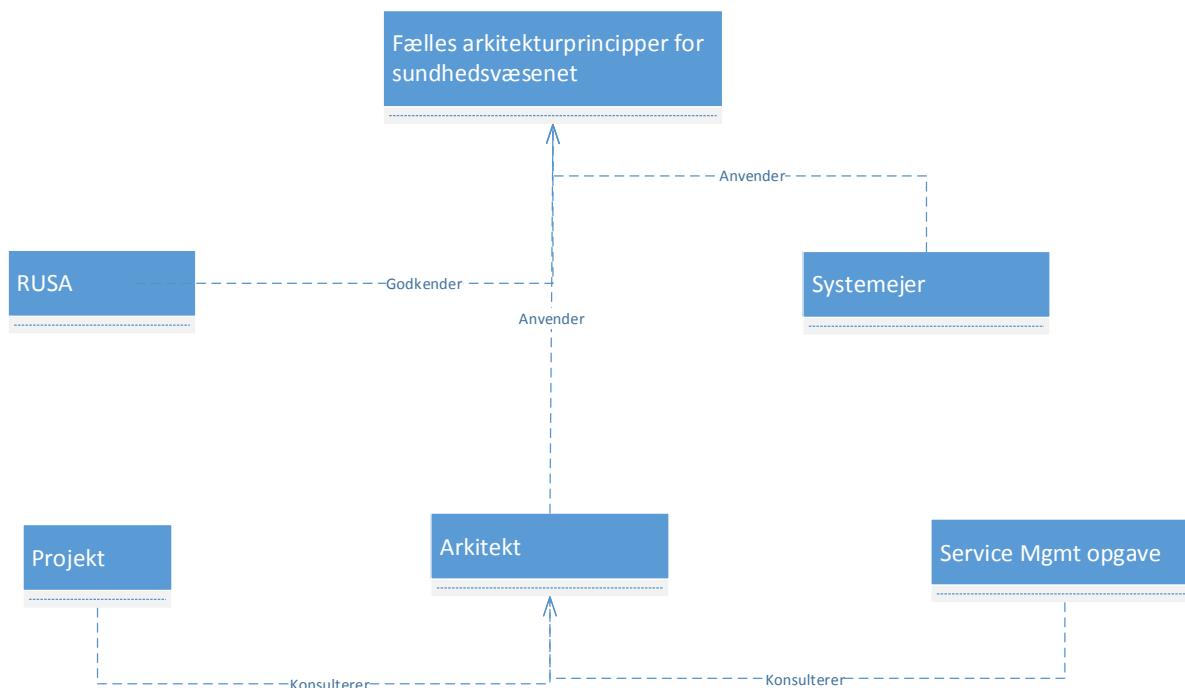 Fælles arkitekturprincipper for
sundhedsvæsenet
Anvender
RUSA
Godkender
Systemejer
Anvender
Projekt
Arkitekt
Service Mgmt opgave
Konsulterer
Konsulterer